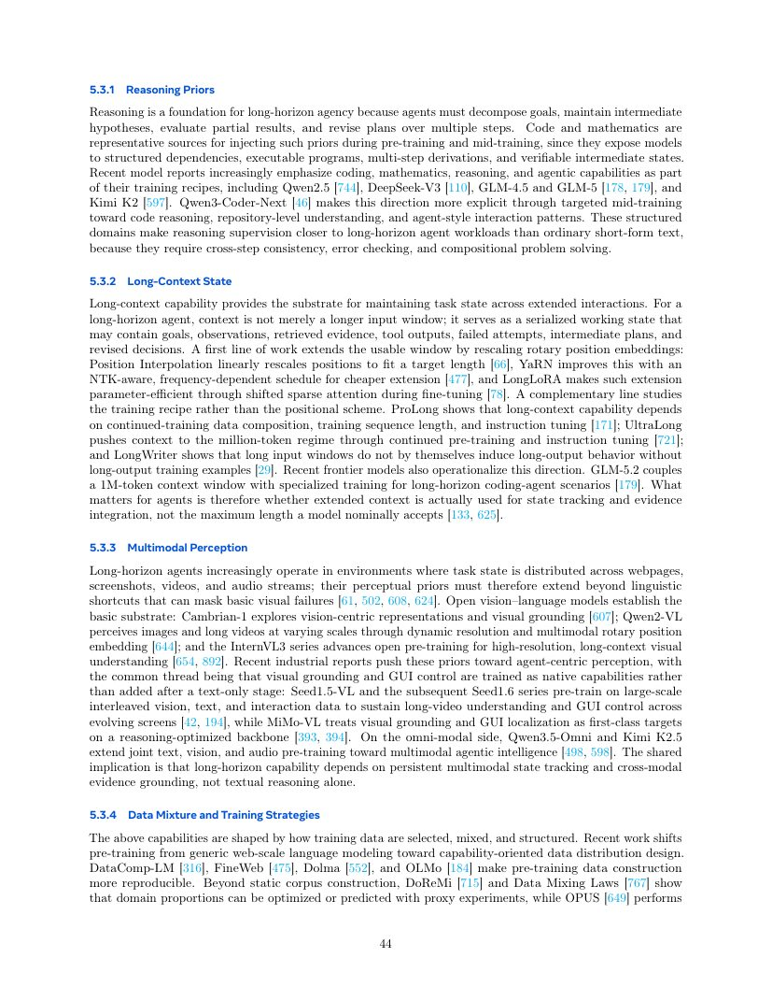 5.3.1 Reasoning Priors
Reasoning is a foundation for long-horizon agency because agents must decompose goals, maintain intermediate
hypotheses, evaluate partial results, and revise plans over multiple steps. Code and mathematics are
representative sources for injecting such priors during pre-training and mid-training, since they expose models
to structured dependencies, executable programs, multi-step derivations, and verifiable intermediate states.
Recent model reports increasingly emphasize coding, mathematics, reasoning, and agentic capabilities as part
of their training recipes, including Qwen2.5 [744], DeepSeek-V3 [110], GLM-4.5 and GLM-5 [178, 179], and
Kimi K2 [597]. Qwen3-Coder-Next [46] makes this direction more explicit through targeted mid-training
toward code reasoning, repository-level understanding, and agent-style interaction patterns. These structured
domains make reasoning supervision closer to long-horizon agent workloads than ordinary short-form text,
because they require cross-step consistency, error checking, and compositional problem solving.
5.3.2 Long-Context State
Long-context capability provides the substrate for maintaining task state across extended interactions. For a
long-horizon agent, context is not merely a longer input window; it serves as a serialized working state that
may contain goals, observations, retrieved evidence, tool outputs, failed attempts, intermediate plans, and
revised decisions. A first line of work extends the usable window by rescaling rotary position embeddings:
Position Interpolation linearly rescales positions to fit a target length [66], YaRN improves this with an
NTK-aware, frequency-dependent schedule for cheaper extension [477], and LongLoRA makes such extension
parameter-efficient through shifted sparse attention during fine-tuning [78]. A complementary line studies
the training recipe rather than the positional scheme. ProLong shows that long-context capability depends
on continued-training data composition, training sequence length, and instruction tuning [171]; UltraLong
pushes context to the million-token regime through continued pre-training and instruction tuning [721];
and LongWriter shows that long input windows do not by themselves induce long-output behavior without
long-output training examples [29]. Recent frontier models also operationalize this direction. GLM-5.2 couples
a 1M-token context window with specialized training for long-horizon coding-agent scenarios [179]. What
matters for agents is therefore whether extended context is actually used for state tracking and evidence
integration, not the maximum length a model nominally accepts [133, 625].
5.3.3 Multimodal Perception
Long-horizon agents increasingly operate in environments where task state is distributed across webpages,
screenshots, videos, and audio streams; their perceptual priors must therefore extend beyond linguistic
shortcuts that can mask basic visual failures [61, 502, 608, 624]. Open vision–language models establish the
basic substrate: Cambrian-1 explores vision-centric representations and visual grounding [607]; Qwen2-VL
perceives images and long videos at varying scales through dynamic resolution and multimodal rotary position
embedding [644]; and the InternVL3 series advances open pre-training for high-resolution, long-context visual
understanding [654, 892]. Recent industrial reports push these priors toward agent-centric perception, with
the common thread being that visual grounding and GUI control are trained as native capabilities rather
than added after a text-only stage: Seed1.5-VL and the subsequent Seed1.6 series pre-train on large-scale
interleaved vision, text, and interaction data to sustain long-video understanding and GUI control across
evolving screens [42, 194], while MiMo-VL treats visual grounding and GUI localization as first-class targets
on a reasoning-optimized backbone [393, 394]. On the omni-modal side, Qwen3.5-Omni and Kimi K2.5
extend joint text, vision, and audio pre-training toward multimodal agentic intelligence [498, 598]. The shared
implication is that long-horizon capability depends on persistent multimodal state tracking and cross-modal
evidence grounding, not textual reasoning alone.
5.3.4 Data Mixture and Training Strategies
The above capabilities are shaped by how training data are selected, mixed, and structured. Recent work shifts
pre-training from generic web-scale language modeling toward capability-oriented data distribution design.
DataComp-LM [316], FineWeb [475], Dolma [552], and OLMo [184] make pre-training data construction
more reproducible. Beyond static corpus construction, DoReMi [715] and Data Mixing Laws [767] show
that domain proportions can be optimized or predicted with proxy experiments, while OPUS [649] performs
44